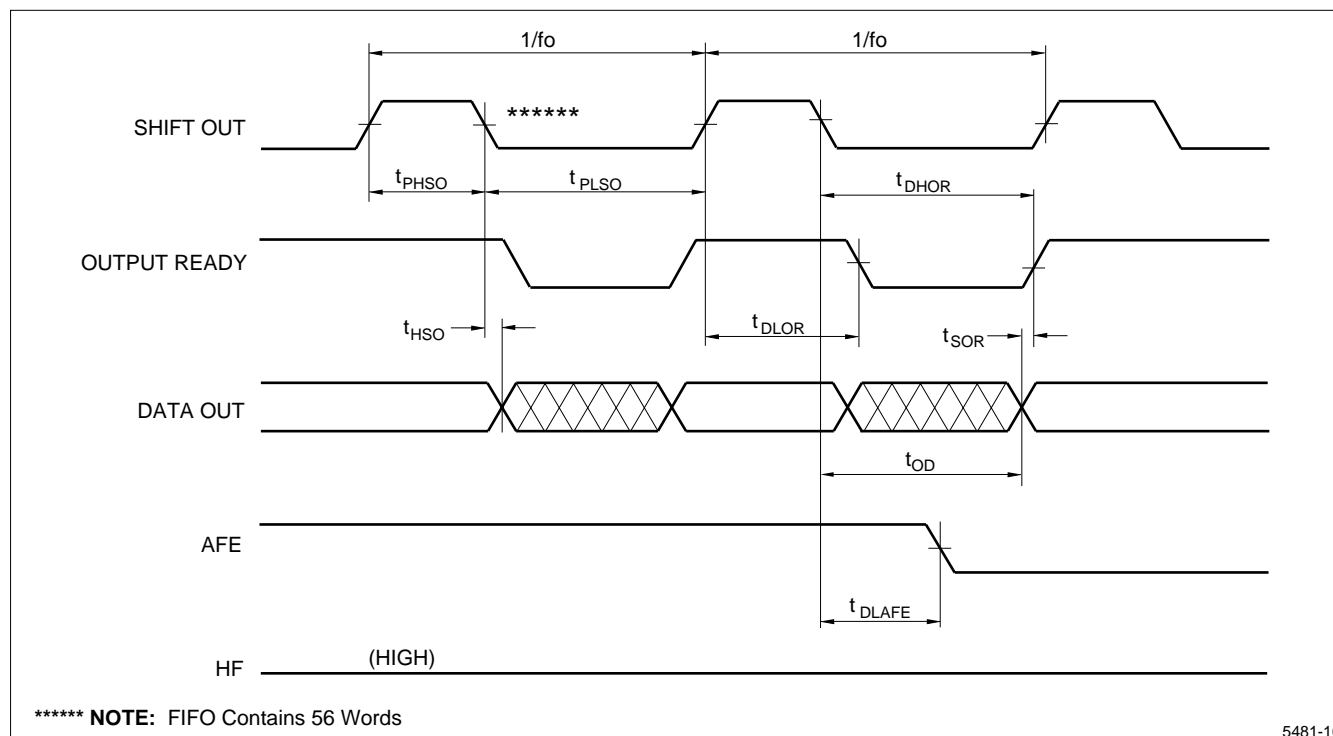 1/fo 1/fo
SHIFT OUT ******
tPHSO tPLSO tDHOR
OUTPUT READY
tHSO tDLOR tSOR
DATA OUT
tOD
AFE
tDLAFE
HF (HIGH)
****** NOTE: FIFO Contains 56 Words